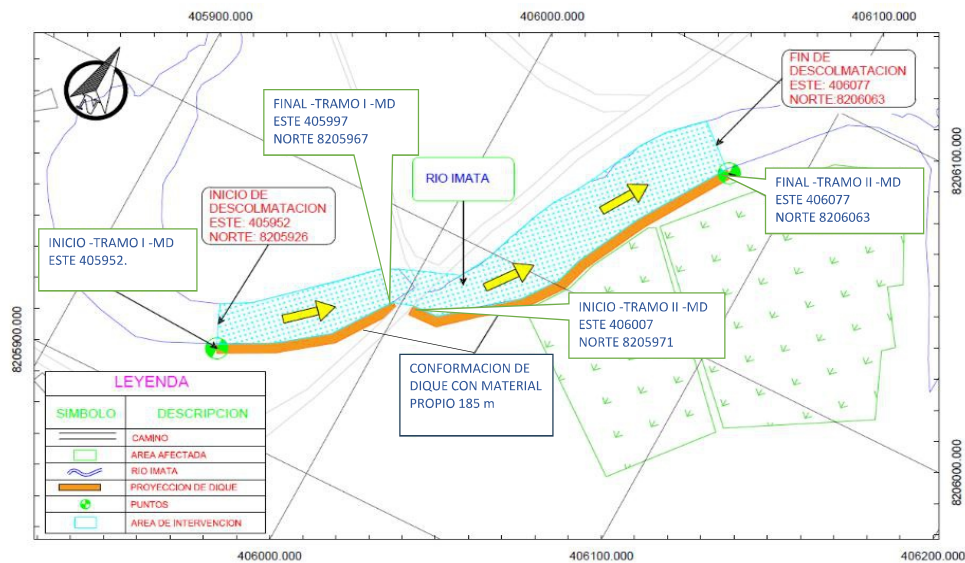 405900.000
406000.000
406100.000
FIN DE
DESCOLMATACION
ESTE: 406077
NORTE:8206063
FINAL -TRAMO I -MD
ESTE 405997
NORTE 8205967
8206100.000
RIO IMATA
FINAL -TRAMO II -MD
ESTE 406077
NORTE 8206063
INICIO DE
DESCOLMATACION
ESTE: 405952
NORTE: 8205926
INICIO -TRAMO I -MD
ESTE 405952.
INICIO -TRAMO II -MD
ESTE 406007
NORTE 8205971
8205900.000
CONFORMACION DE
DIQUE CON MATERIAL
PROPIO 185 m
LEYENDA
SIMBOLO DESCRIPCION
CAMINO
AREA AFECTADA
RIO IMATA
PROYECCION DE DIQUE
PUNTOS
AREA DE INTERVENCION
8206000.000
406000.000
406100.000
406200.000